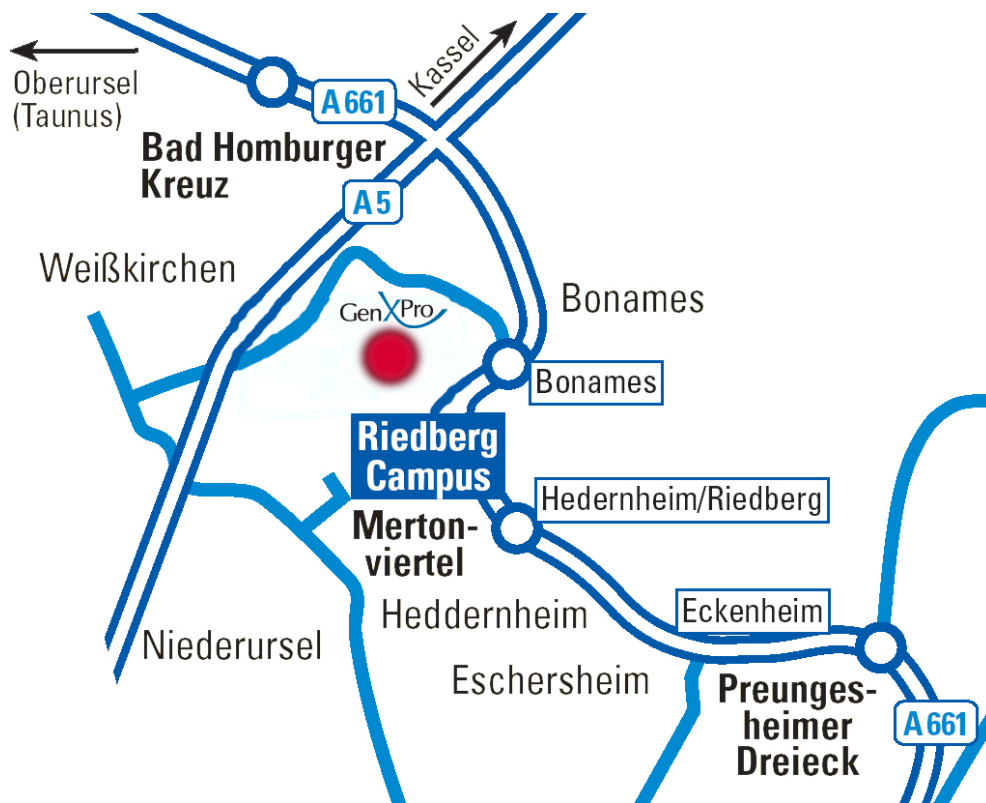 Oberursel
(Taunus)
A 661
Kassel
Bad Homburger
Kreuz
A 5
Weißkirchen
Bonames
GenXPro
Bonames
Riedberg
Campus
Hedernheim/Riedberg
Merton-
viertel
Heddernheim
Eckenheim
Niederursel
Eschersheim
Preunges-
heimer
Dreieck
A 661